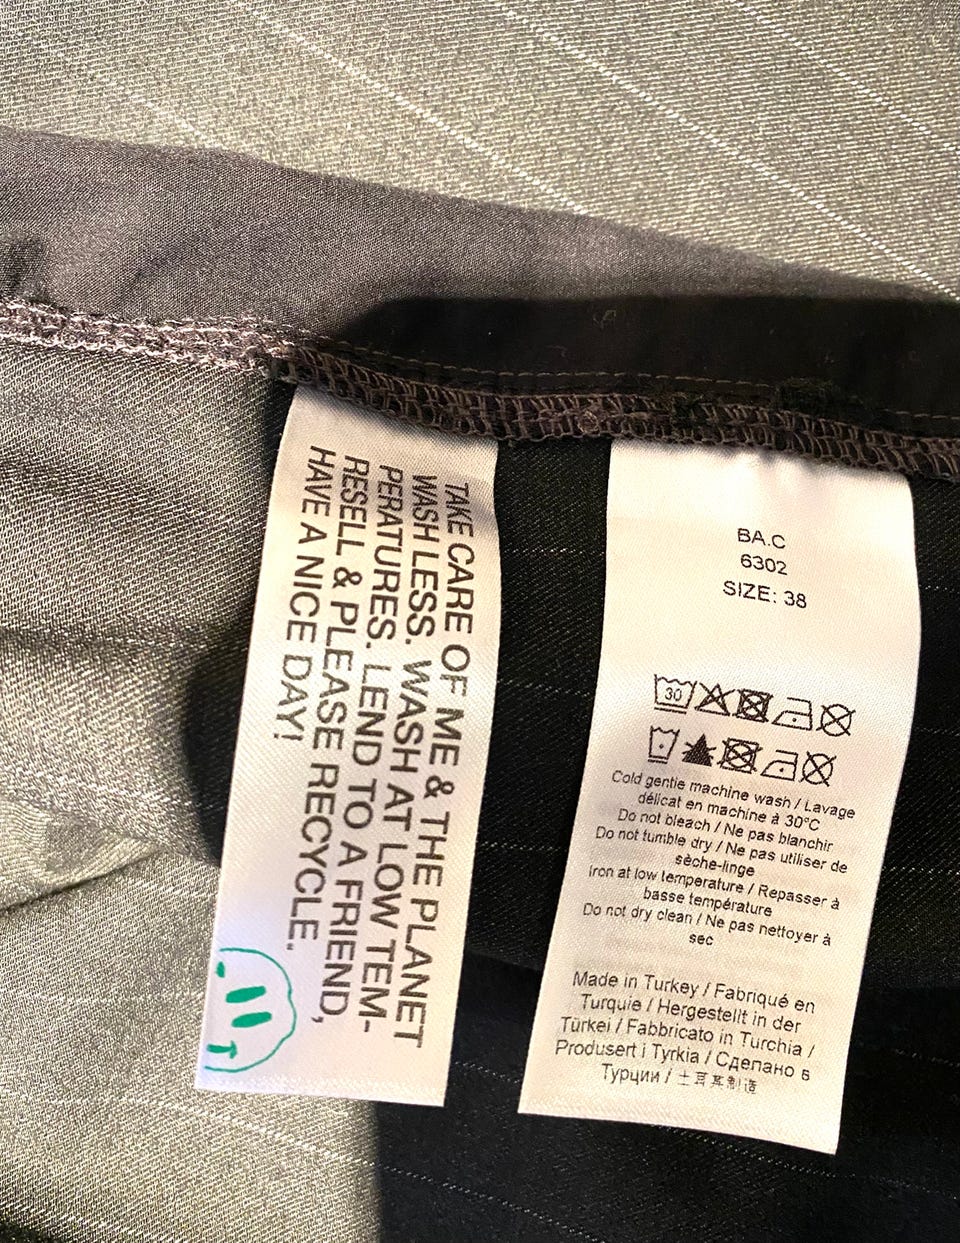 TAKE CARE OF ME & THE PLANET
WASH LESS. WASH AT LOW TEM-
PERATURES. LEND TO A FRIEND,
RESELL & PLEASE RECYCLE.
HAVE A NICE DAY!
BA.C
6302
SIZE: 38
30
Cold gentle machine wash / Lavage
délicat en machine à 30°C
Do not bleach / Ne pas blanchir
Do not tumble dry / Ne pas utiliser de
sèche-linge
Iron at low temperature / Repasser à
basse température
Do not dry clean / Ne pas nettoyer à
sec
Made in Turkey / Fabriqué en
Turquie / Hergestellt in der
Türkei / Fabbricato in Turchia /
Produsert i Tyrkia / Сделано в
Турции / 土耳其制造